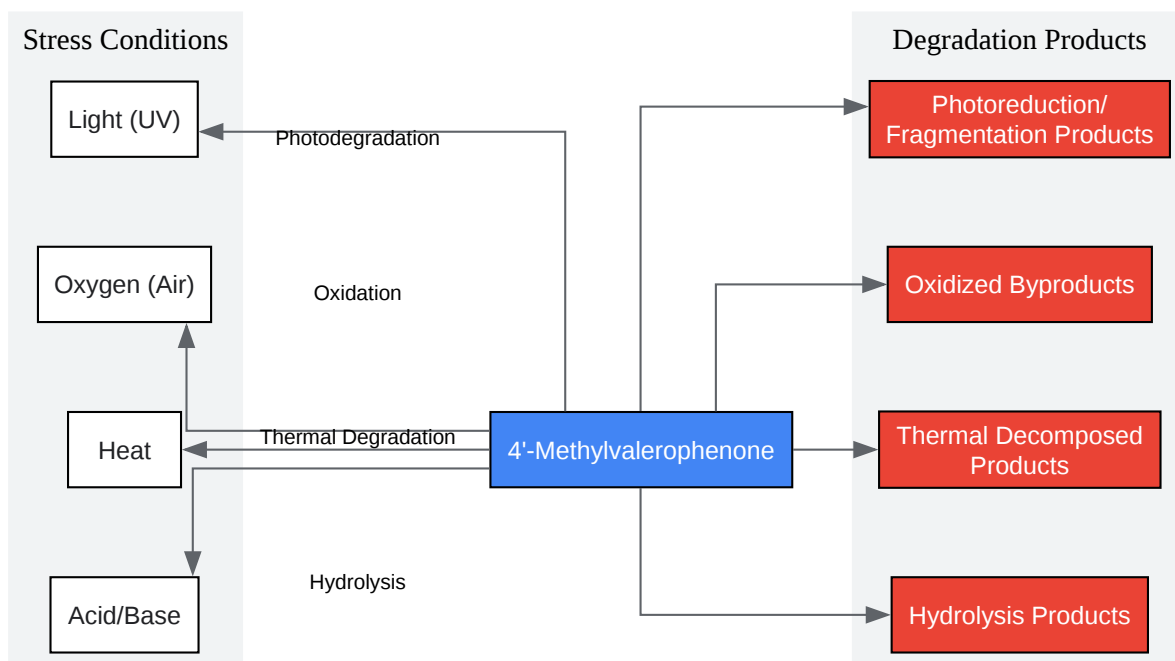 Stress Conditions
Degradation Products
Light (UV)
Photodegradation
Photoreduction/
Fragmentation Products
Oxygen (Air)
Oxidation
Oxidized Byproducts
Heat
Thermal Degradation
4'-Methylvalerophenone
Thermal Decomposed
Products
Acid/Base
Hydrolysis
Hydrolysis Products